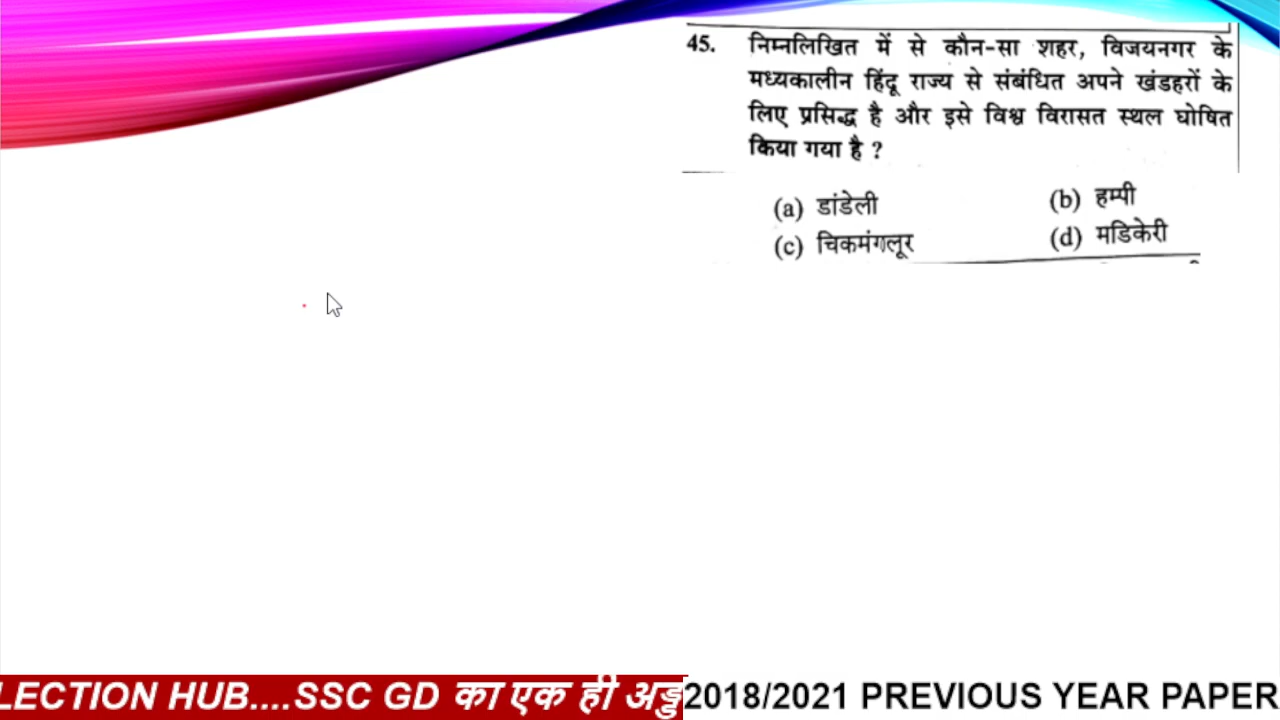 45. निम्नलिखित में से कौन-सा शहर, विजयनगर के
मध्यकालीन हिंदू राज्य से संबंधित अपने खंडहरों के
लिए प्रसिद्ध है और इसे विश्व विरासत स्थल घोषित
किया गया है ?
(a) डांडेली (b) हम्पी
(c) चिकमंगलूर (d) मडिकेरी
LECTION HUB....SSC GD का एक ही अड्ड 2018/2021 PREVIOUS YEAR PAPER